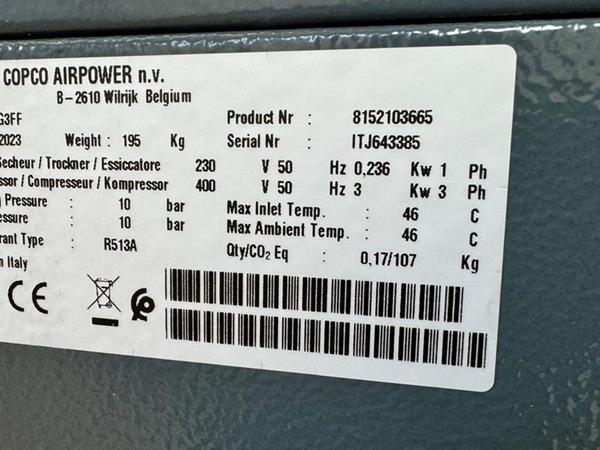 COPCO AIRPOWER n.v.
B-2610 Wilrijk Belgium
G3FF Product Nr : 8152103665
2023 Weight : 195 Kg Serial Nr : ITJ643385
Secheur / Trockner / Essiccatore 230 V 50 Hz 0,236 Kw 1 Ph
ssor / Compresseur / Kompressor 400 V 50 Hz 3 Kw 3 Ph
Pressure : 10 bar Max Inlet Temp. : 46 C
essure : 10 bar Max Ambient Temp. : 46 C
rant Type : R513A Qty/CO₂ Eq : 0,17/107 Kg
n Italy
CE